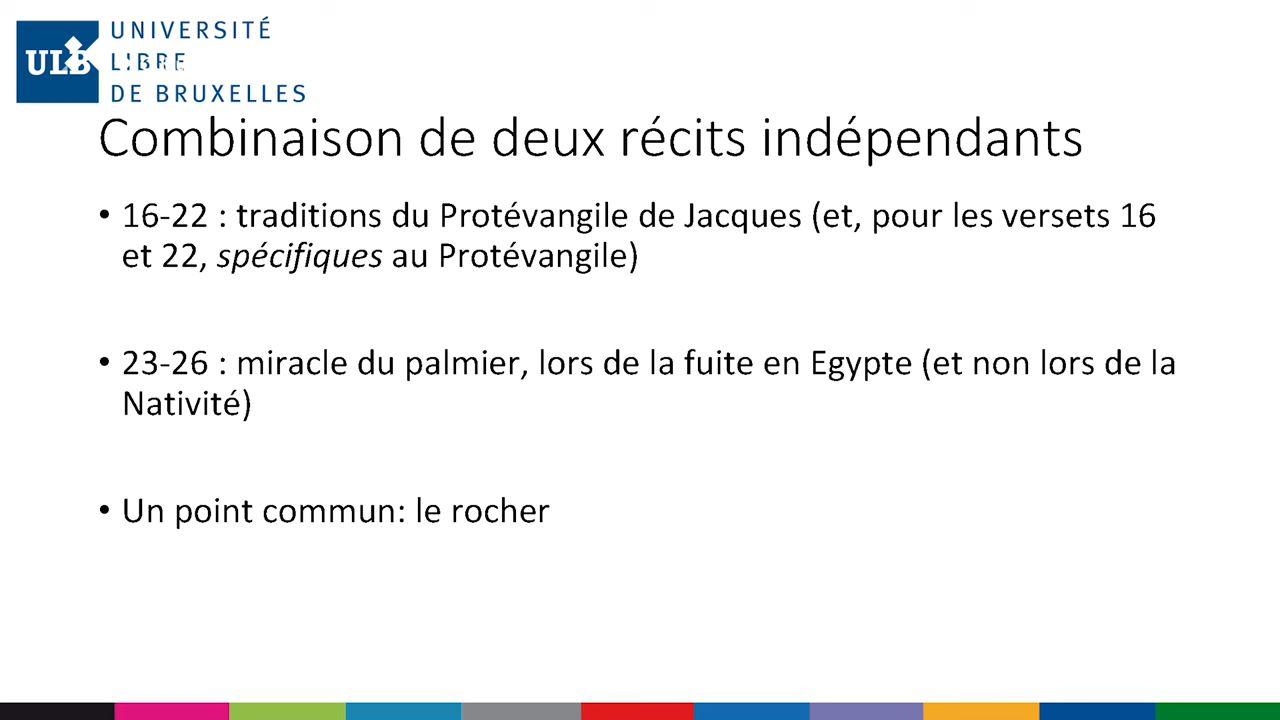 UNIVERSITÉ
ULB LIBRE
DE BRUXELLES
Combinaison de deux récits indépendants
• 16-22 : traditions du Protévangile de Jacques (et, pour les versets 16
et 22, spécifiques au Protévangile)
• 23-26 : miracle du palmier, lors de la fuite en Egypte (et non lors de la
Nativité)
• Un point commun: le rocher